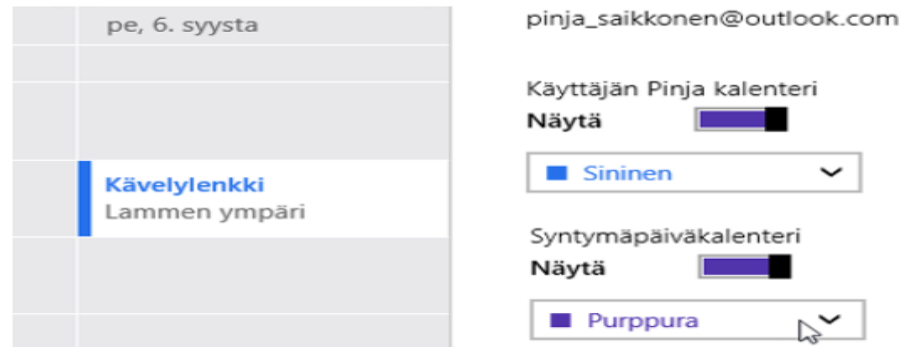 pe, 6. syysta
Kävelylenkki
Lammen ympäri
pinja_saikkonen@outlook.com
Käyttäjän Pinja kalenteri
Näytä
Sininen
Syntymäpäiväkalenteri
Näytä
Purppura